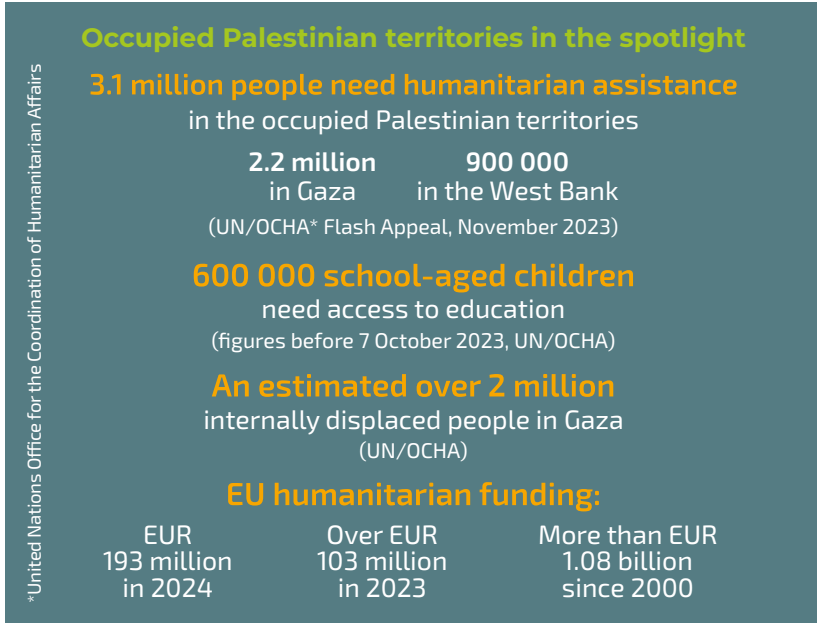 Occupied Palestinian territories in the spotlight
3.1 million people need humanitarian assistance
in the occupied Palestinian territories
2.2 million
in Gaza
900 000
in the West Bank
(UN/OCHA* Flash Appeal, November 2023)
600 000 school-aged children
need access to education
(figures before 7 October 2023, UN/OCHA)
An estimated over 2 million
internally displaced people in Gaza
(UN/OCHA)
EU humanitarian funding:
EUR
193 million
in 2024
Over EUR
103 million
in 2023
More than EUR
1.08 billion
since 2000
*United Nations Office for the Coordination of Humanitarian Affairs